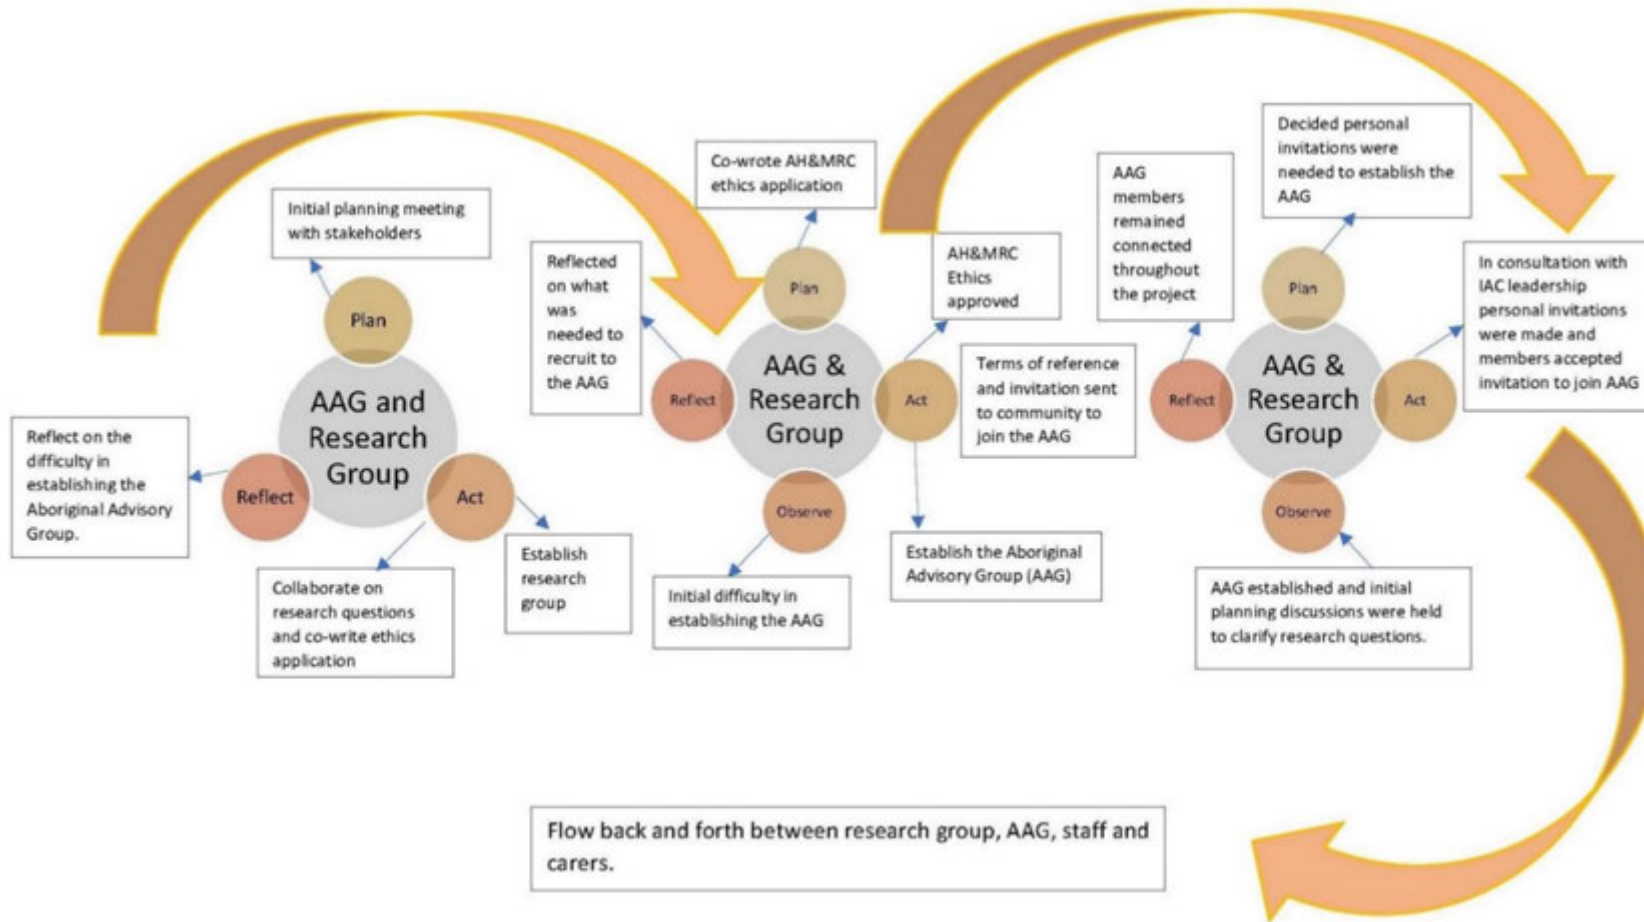 Initial planning meeting
with stakeholders
Plan
AAG and
Research
Group
Reflect
Act
Reflect on the
difficulty in
establishing the
Aboriginal Advisory
Group.
Collaborate on
research questions
and co-write ethics
application
Establish
research
group
Co-wrote AH&MRC
ethics application
Plan
Reflected
on what
was
needed to
recruit to
the AAG
AH&MRC
Ethics
approved
Reflect
AAG &
Research
Group
Act
Terms of reference
and invitation sent
to community to
join the AAG
Observe
Initial difficulty in
establishing the AAG
Establish the Aboriginal
Advisory Group (AAG)
Decided personal
invitations were
needed to establish the
AAG
AAG
members
remained
connected
throughout
the project
Plan
In consultation with
IAC leadership
personal invitations
were made and
members accepted
invitation to join AAG
Reflect
AAG &
Research
Group
Act
Observe
AAG established and initial
planning discussions were held
to clarify research questions.
Flow back and forth between research group, AAG, staff and
carers.